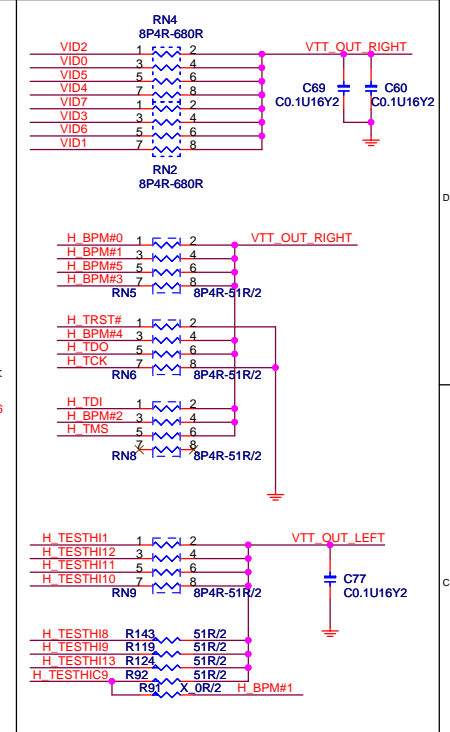 RN4
8P4R-680R
VID2 1 2 VTT_OUT_RIGHT
VID0 3 4
VID5 5 6 C69 C60
VID4 7 8 C0.1U16Y2 C0.1U16Y2
VID7 1 2
VID3 3 4
VID6 5 6
VID1 7 8
RN2
8P4R-680R
D
H_BPM#0 1 2 VTT_OUT_RIGHT
H_BPM#1 3 4
H_BPM#5 5 6
H_BPM#3 7 8
RN5 8P4R-51R/2
H_TRST# 1 2
H_BPM#4 3 4
H_TDO 5 6
H_TCK 7 8
RN6 8P4R-51R/2
H_TDI 1 2
H_BPM#2 3 4
H_TMS 5 6
7 8
RN8 8P4R-51R/2
H_TESTHI1 1 2 VTT_OUT_LEFT
H_TESTHI12 3 4
H_TESTHI11 5 6 C77
H_TESTHI10 7 8 C0.1U16Y2
RN9 8P4R-51R/2
C
H_TESTHI8 R143 51R/2
H_TESTHI9 R119 51R/2
H_TESTHI13 R124 51R/2
H_TESTHIC9 R92 51R/2
R91 X_0R/2 H_BPM#1